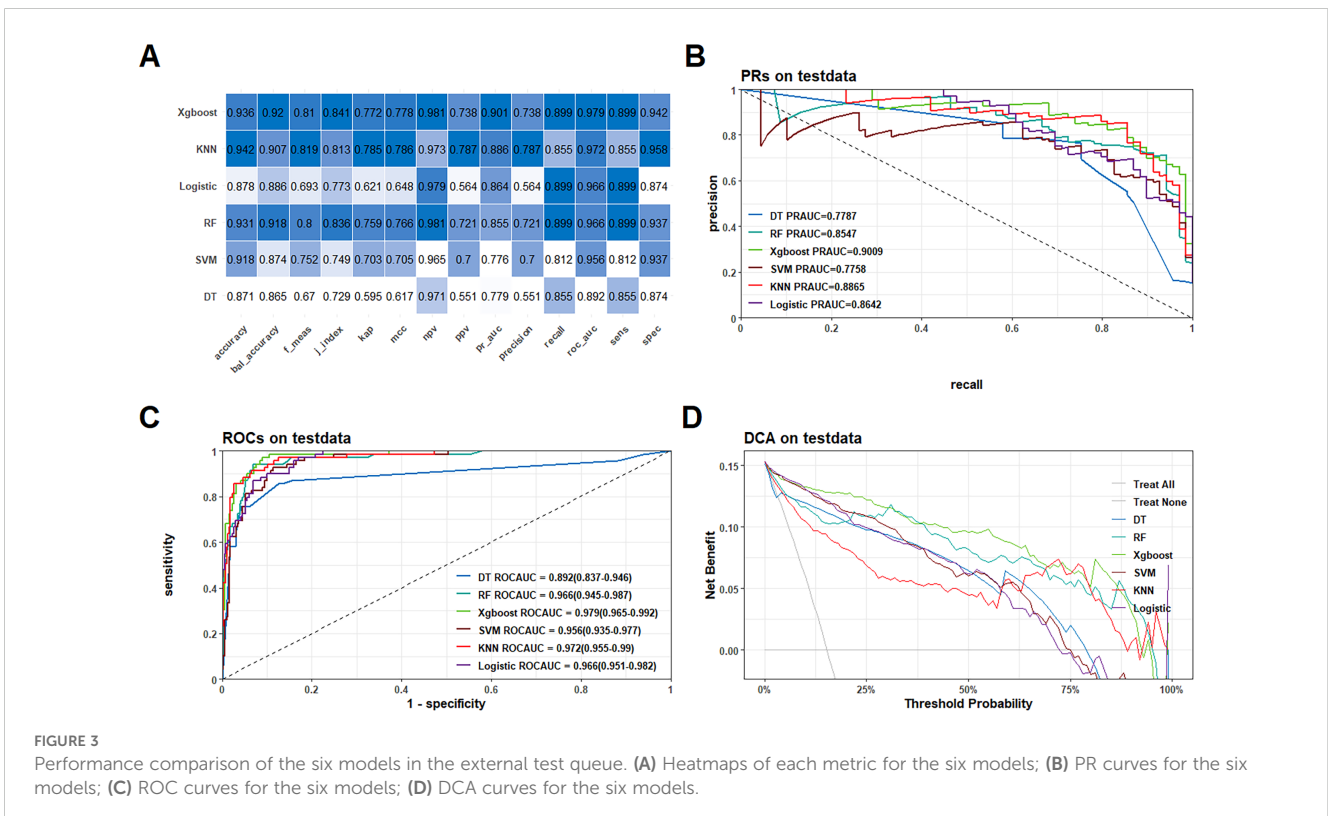 A
Xgboost 0.936 0.92 0.81 0.841 0.772 0.778 0.981 0.738 0.901 0.738 0.899 0.979 0.899 0.942
KNN 0.942 0.907 0.819 0.813 0.785 0.786 0.973 0.787 0.886 0.787 0.855 0.972 0.855 0.958
Logistic 0.878 0.886 0.693 0.773 0.621 0.648 0.979 0.564 0.864 0.564 0.899 0.966 0.899 0.874
RF 0.931 0.918 0.8 0.836 0.759 0.766 0.981 0.721 0.855 0.721 0.899 0.966 0.899 0.937
SVM 0.918 0.874 0.752 0.749 0.703 0.705 0.965 0.7 0.776 0.7 0.812 0.956 0.812 0.937
DT 0.871 0.865 0.67 0.729 0.595 0.617 0.971 0.551 0.779 0.551 0.855 0.892 0.855 0.874
accuracy bal_accuracy f_meas j_index kap mcc npv ppv pr_auc precision recall roc_auc sens spec
B
PRs on testdata
precision
1
0.8
0.6
0.4
0.2
0
DT PRAUC=0.7787
RF PRAUC=0.8547
Xgboost PRAUC=0.9009
SVM PRAUC=0.7758
KNN PRAUC=0.8865
Logistic PRAUC=0.8642
0 0.2 0.4 0.6 0.8 1
recall
C
ROCs on testdata
sensitivity
1
0.8
0.6
0.4
0.2
0
DT ROCAUC = 0.892(0.837-0.946)
RF ROCAUC = 0.966(0.945-0.987)
Xgboost ROCAUC = 0.979(0.965-0.992)
SVM ROCAUC = 0.956(0.935-0.977)
KNN ROCAUC = 0.972(0.955-0.99)
Logistic ROCAUC = 0.966(0.951-0.982)
0 0.2 0.4 0.6 0.8 1
1 - specificity
D
DCA on testdata
Net Benefit
0.15
0.10
0.05
0.00
Treat All
Treat None
DT
RF
Xgboost
SVM
KNN
Logistic
0% 25% 50% 75% 100%
Threshold Probability
FIGURE 3
Performance comparison of the six models in the external test queue. (A) Heatmaps of each metric for the six models; (B) PR curves for the six
models; (C) ROC curves for the six models; (D) DCA curves for the six models.